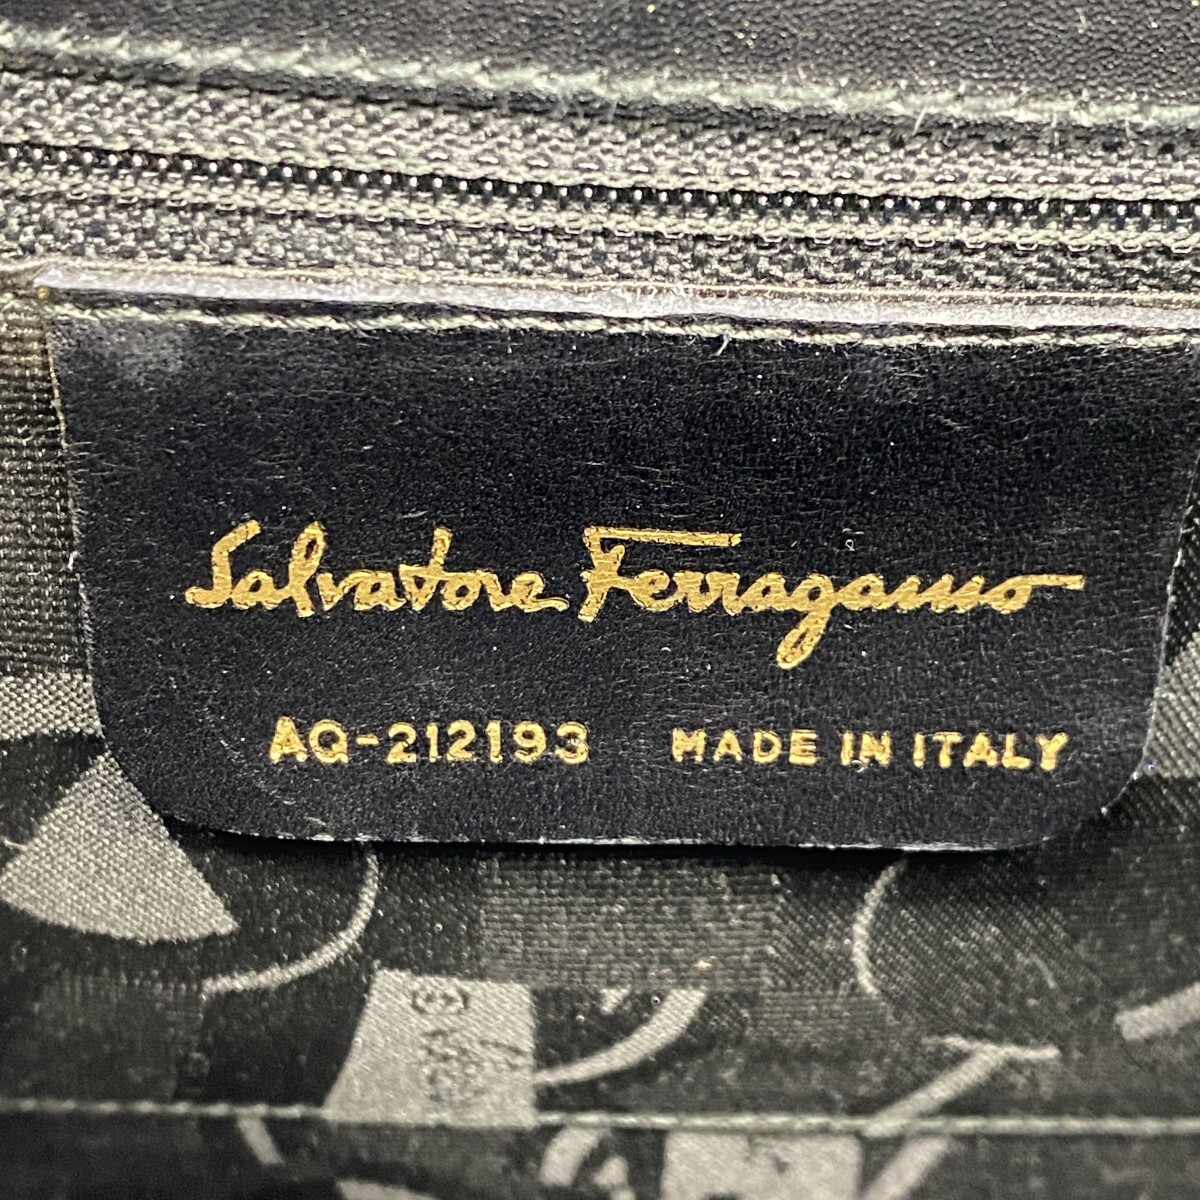 Salvatore Ferragamo
AQ-212193 MADE IN ITALY